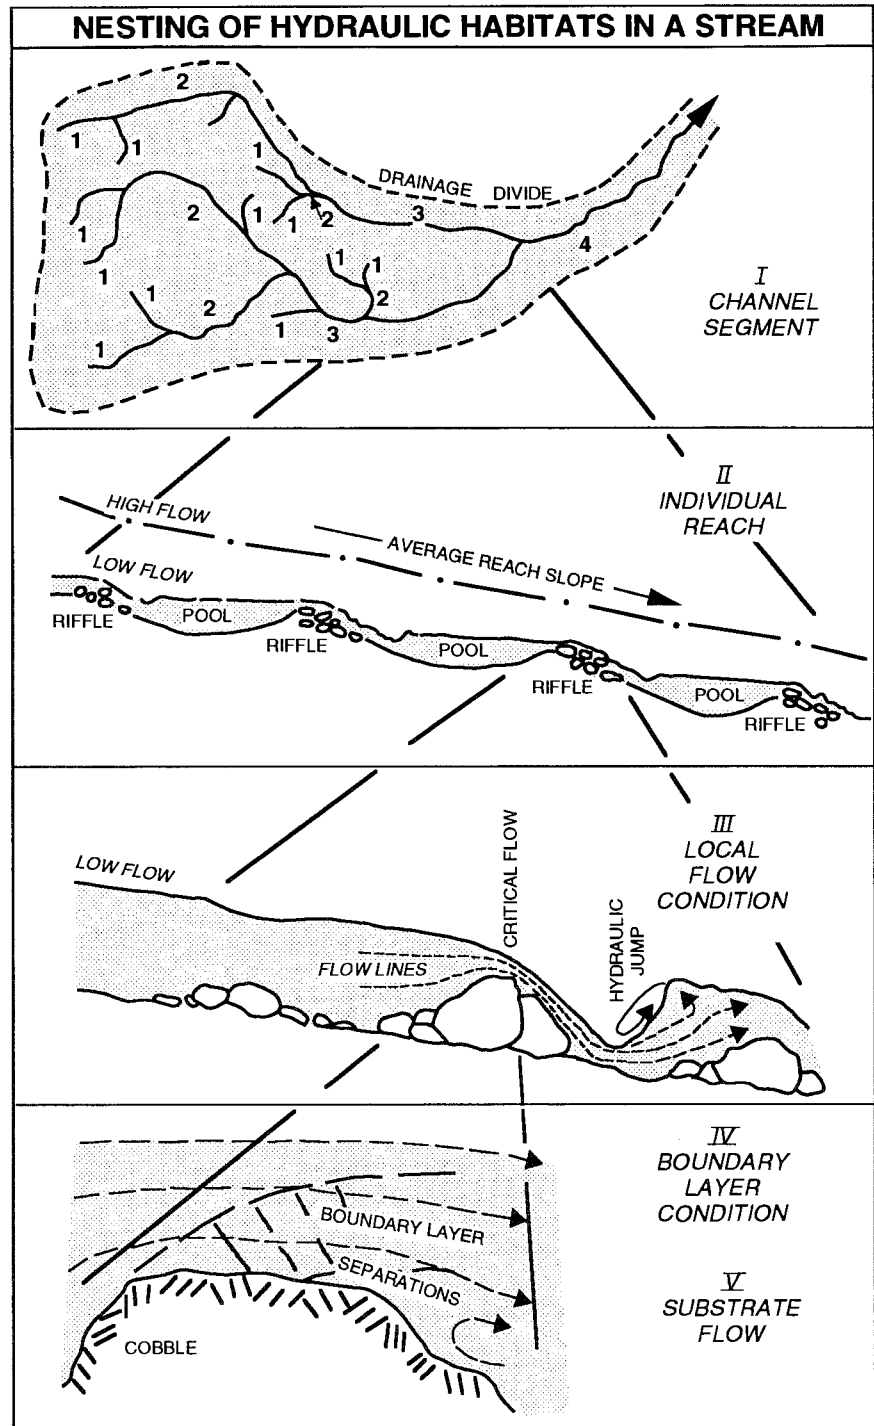 NESTING OF HYDRAULIC HABITATS IN A STREAM
2
1
1
1
DRAINAGE DIVIDE
2
1
1
2
3
1
4
1
1
1
1
2
2
1
1
3
I
CHANNEL
SEGMENT
II
INDIVIDUAL
REACH
HIGH FLOW
AVERAGE REACH SLOPE
LOW FLOW
POOL
RIFFLE
POOL
RIFFLE
POOL
RIFFLE
RIFFLE
III
LOCAL
FLOW
CONDITION
LOW FLOW
CRITICAL FLOW
HYDRAULIC
JUMP
FLOW LINES
IV
BOUNDARY
LAYER
CONDITION
BOUNDARY LAYER
SEPARATIONS
V
SUBSTRATE
FLOW
COBBLE